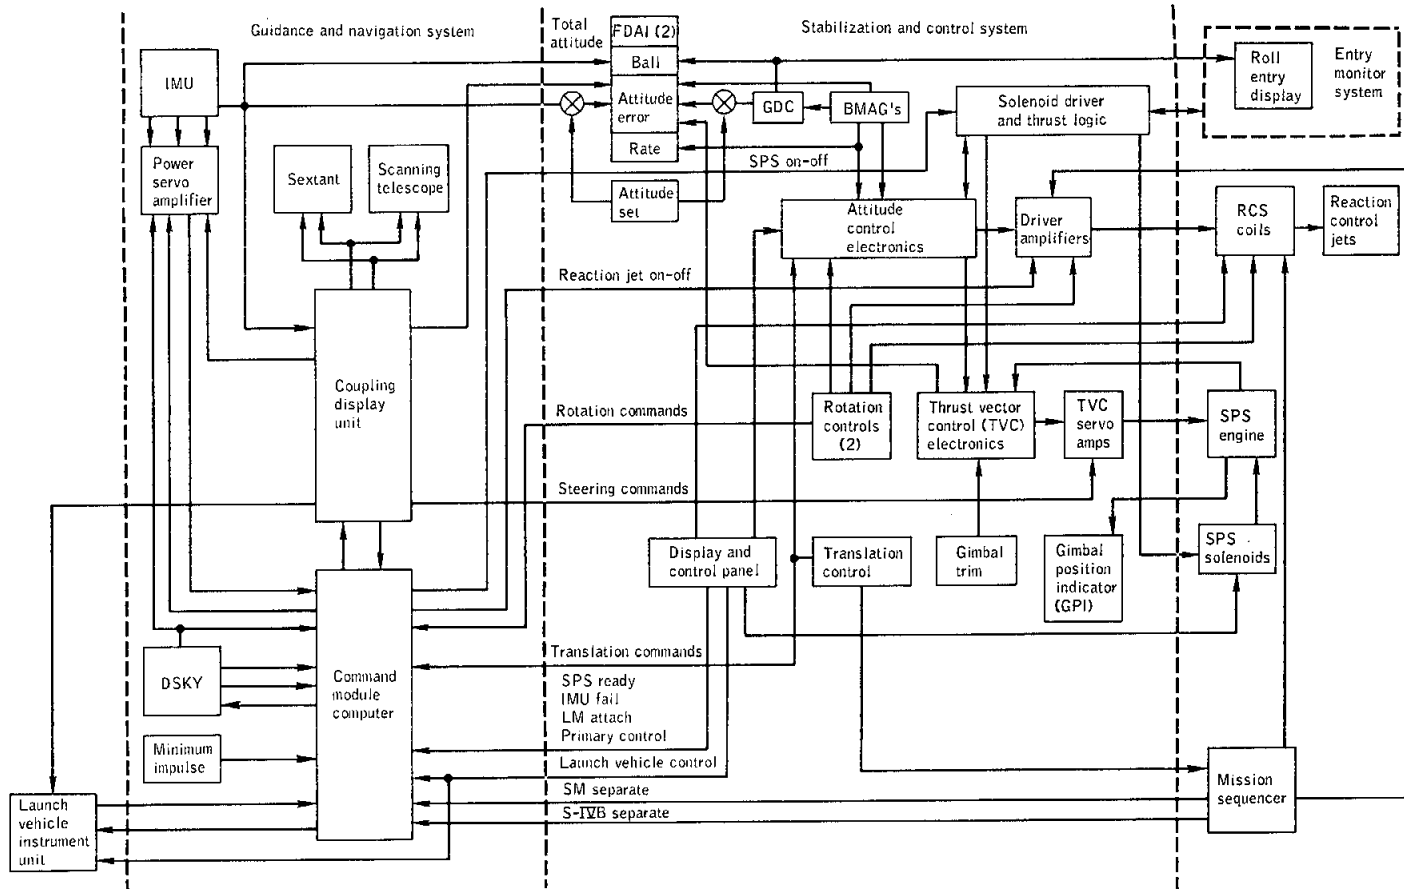 Guidance and navigation system
Total
attitude
Stabilization and control system
FDAI (2)
Ball
Attitude
error
Rate
IMU
Power
servo
amplifier
Sextant
Scanning
telescope
GDC
BMAG's
Solenoid driver
and thrust logic
Roll
entry
display
Entry
monitor
system
SPS on-off
Attitude
set
Attitude
control
electronics
Driver
amplifiers
RCS
coils
Reaction
control
jets
Reaction jet on-off
Coupling
display
unit
Rotation commands
Rotation
controls
(2)
Thrust vector
control (TVC)
electronics
TVC
servo
amps
SPS
engine
Steering commands
Display and
control panel
Translation
control
Gimbal
trim
Gimbal
position
indicator
(GPI)
SPS
solenoids
DSKY
Command
module
computer
Translation commands
SPS ready
IMU fail
LM attach
Primary control
Launch vehicle control
SM separate
S-IVB separate
Minimum
impulse
Launch
vehicle
instrument
unit
Mission
sequencer